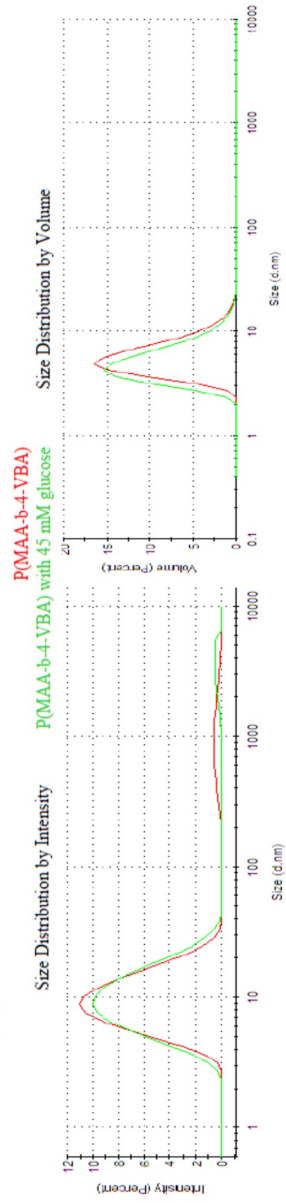 P(MAA-b-4-VBA)
P(MAA-b-4-VBA) with 45 mM glucose
Size Distribution by Intensity
Intensity (Percent)
12
10
8
6
4
2
0
1
10
100
1000
10000
Size (d.nm)
Size Distribution by Volume
Volume (Percent)
20
15
10
5
0
0.1
1
10
100
1000
10000
Size (d.nm)